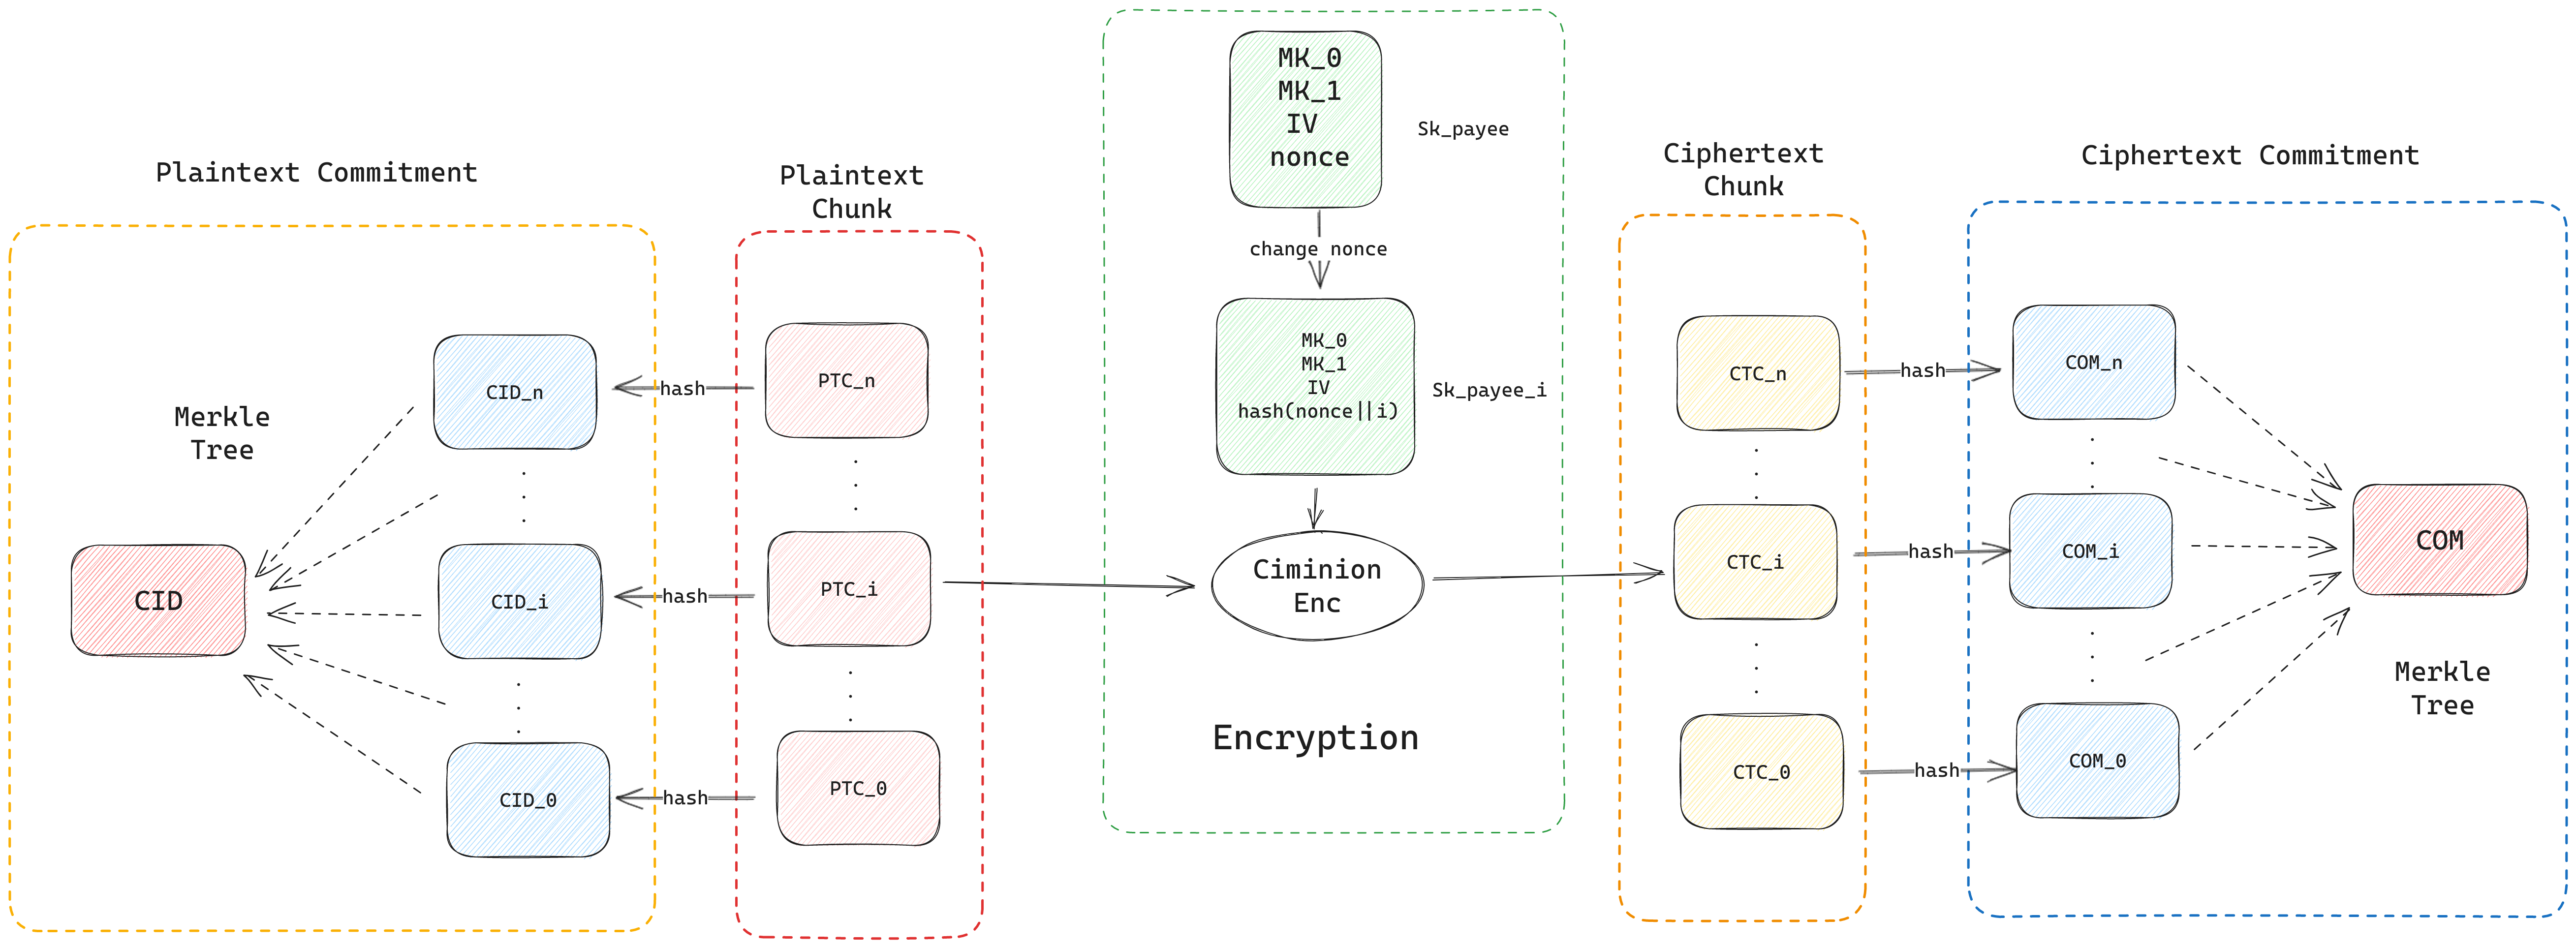 Plaintext Commitment
Merkle
Tree
CID
CID_n
.
.
.
CID_i
.
.
.
CID_0
hash
hash
hash
Plaintext
Chunk
PTC_n
.
.
.
PTC_i
.
.
.
PTC_0
MK_0
MK_1
IV
nonce
Sk_payee
change nonce
MK_0
MK_1
IV
hash(nonce||i)
Sk_payee_i
Ciminion
Enc
Encryption
Ciphertext
Chunk
CTC_n
.
.
.
CTC_i
.
.
.
CTC_0
hash
hash
hash
Ciphertext Commitment
COM_n
.
.
.
COM_i
.
.
.
COM_0
COM
Merkle
Tree